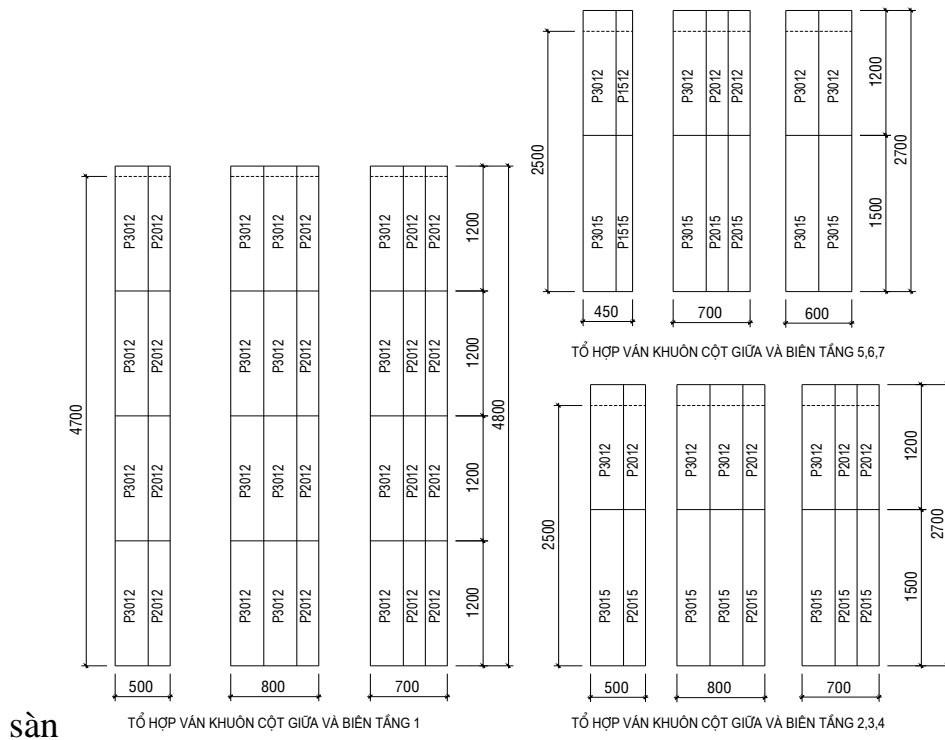 P3012 P1512 P3012 P2012 P2012 P3012 P3012 1200
2500 2700
P3015 P1515 P3015 P2015 P2015 P3015 P3015 1500
450 700 600
TỔ HỢP VÁN KHUÔN CỘT GIỮA VÀ BIÊN TẦNG 5,6,7
P3012 P2012 P3012 P3012 P2012 P3012 P2012 P2012 1200
P3012 P2012 P3012 P3012 P2012 P3012 P2012 P2012 1200
4700 4800
P3012 P2012 P3012 P3012 P2012 P3012 P2012 P2012 1200
P3012 P2012 P3012 P3012 P2012 P3012 P2012 P2012 1200
500 800 700
TỔ HỢP VÁN KHUÔN CỘT GIỮA VÀ BIÊN TẦNG 1
P3012 P2012 P3012 P3012 P2012 P3012 P2012 P2012 1200
2500 2700
P3015 P2015 P3015 P3015 P2015 P3015 P2015 P2015 1500
500 800 700
TỔ HỢP VÁN KHUÔN CỘT GIỮA VÀ BIÊN TẦNG 2,3,4
sàn